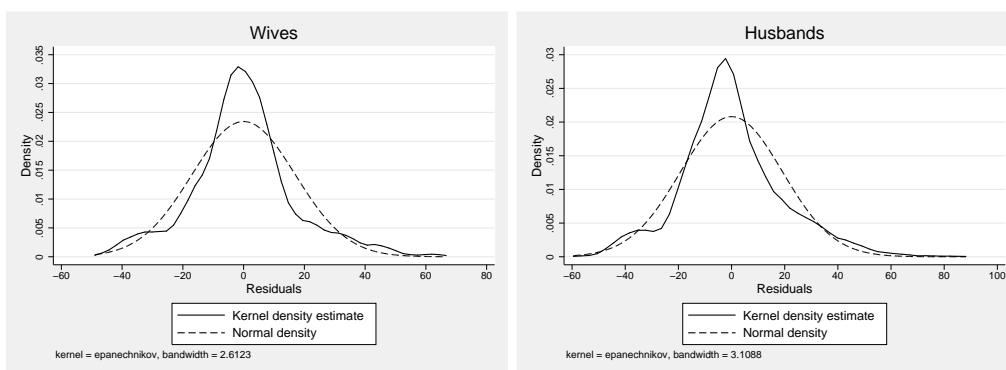 Wives
.035
.03
.025
.02
.015
.01
.005
0
Density
−60 −40 −20 0 20 40 60 80
Residuals
Kernel density estimate
Normal density
kernel = epanechnikov, bandwidth = 2.6123
Husbands
.03
.025
.02
.015
.01
.005
0
Density
−60 −40 −20 0 20 40 60 80 100
Residuals
Kernel density estimate
Normal density
kernel = epanechnikov, bandwidth = 3.1088